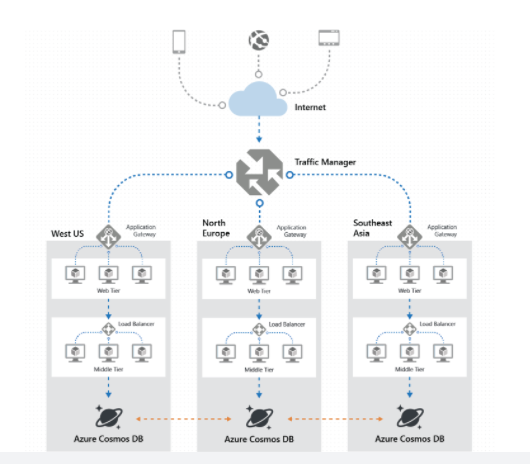 Internet
Traffic Manager
West US
Application
Gateway
North
Europe
Application
Gateway
Southeast
Asia
Application
Gateway
Web Tier
Web Tier
Web Tier
Load Balancer
Load Balancer
Load Balancer
Middle Tier
Middle Tier
Middle Tier
Azure Cosmos DB
Azure Cosmos DB
Azure Cosmos DB